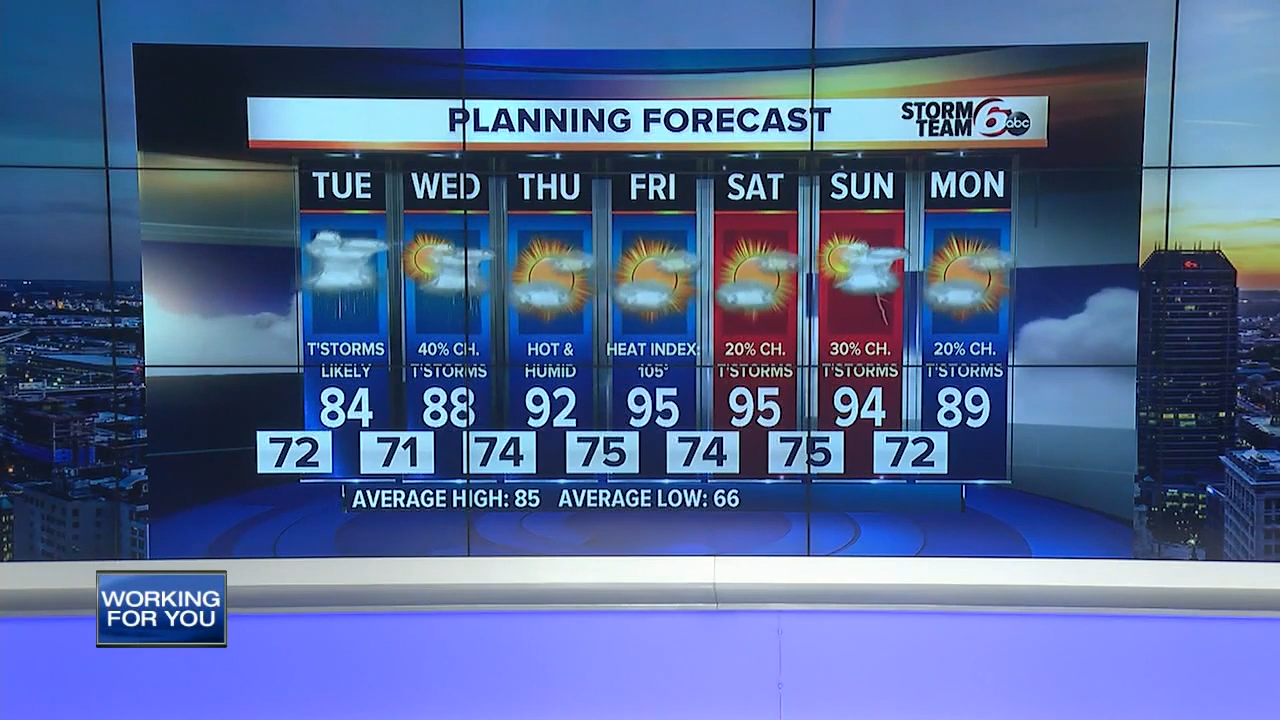 PLANNING FORECAST
STORM TEAM 6 abc
TUE WED THU FRI SAT SUN MON
T'STORMS LIKELY
40% CH. T'STORMS
HOT & HUMID
HEAT INDEX: 105°
20% CH. T'STORMS
30% CH. T'STORMS
20% CH. T'STORMS
84 88 92 95 95 94 89
72 71 74 75 74 75 72
AVERAGE HIGH: 85 AVERAGE LOW: 66
WORKING
FOR YOU